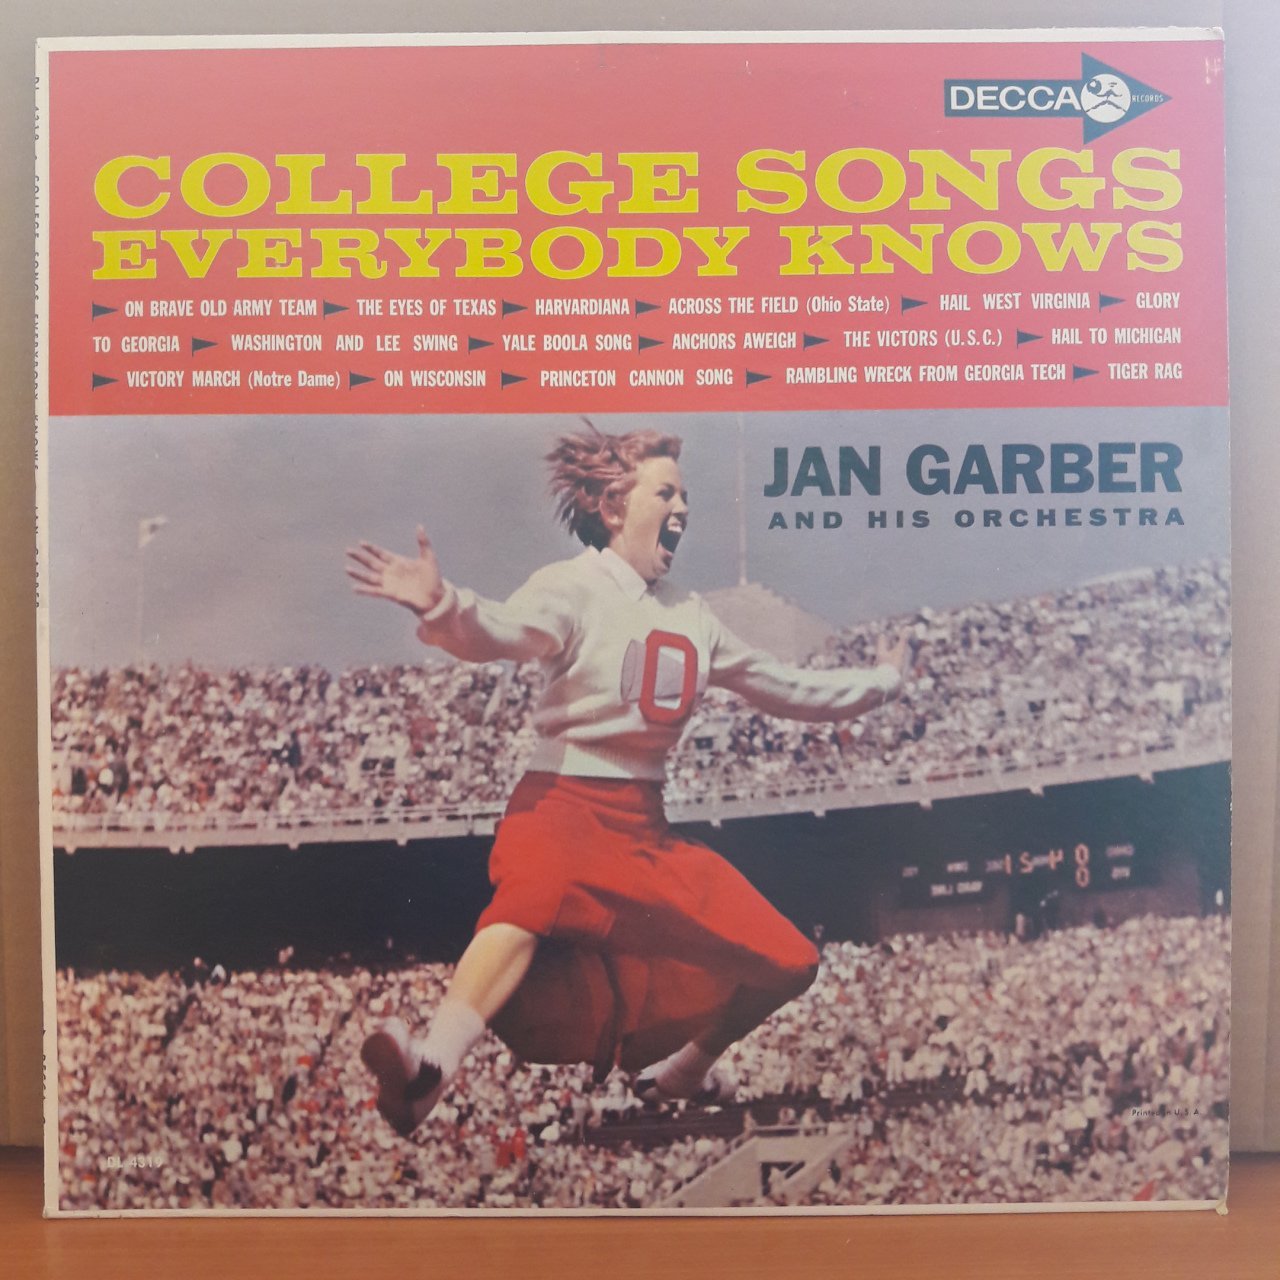 DECCA RECORDS
COLLEGE SONGS
EVERYBODY KNOWS
ON BRAVE OLD ARMY TEAM THE EYES OF TEXAS HARVARDIANA ACROSS THE FIELD (Ohio State) HAIL WEST VIRGINIA GLORY
TO GEORGIA WASHINGTON AND LEE SWING YALE BOOLA SONG ANCHORS AWEIGH THE VICTORS (U.S.C.) HAIL TO MICHIGAN
VICTORY MARCH (Notre Dame) ON WISCONSIN PRINCETON CANNON SONG RAMBLING WRECK FROM GEORGIA TECH TIGER RAG
JAN GARBER
AND HIS ORCHESTRA
O
Printed in U.S.A.
DL 4319